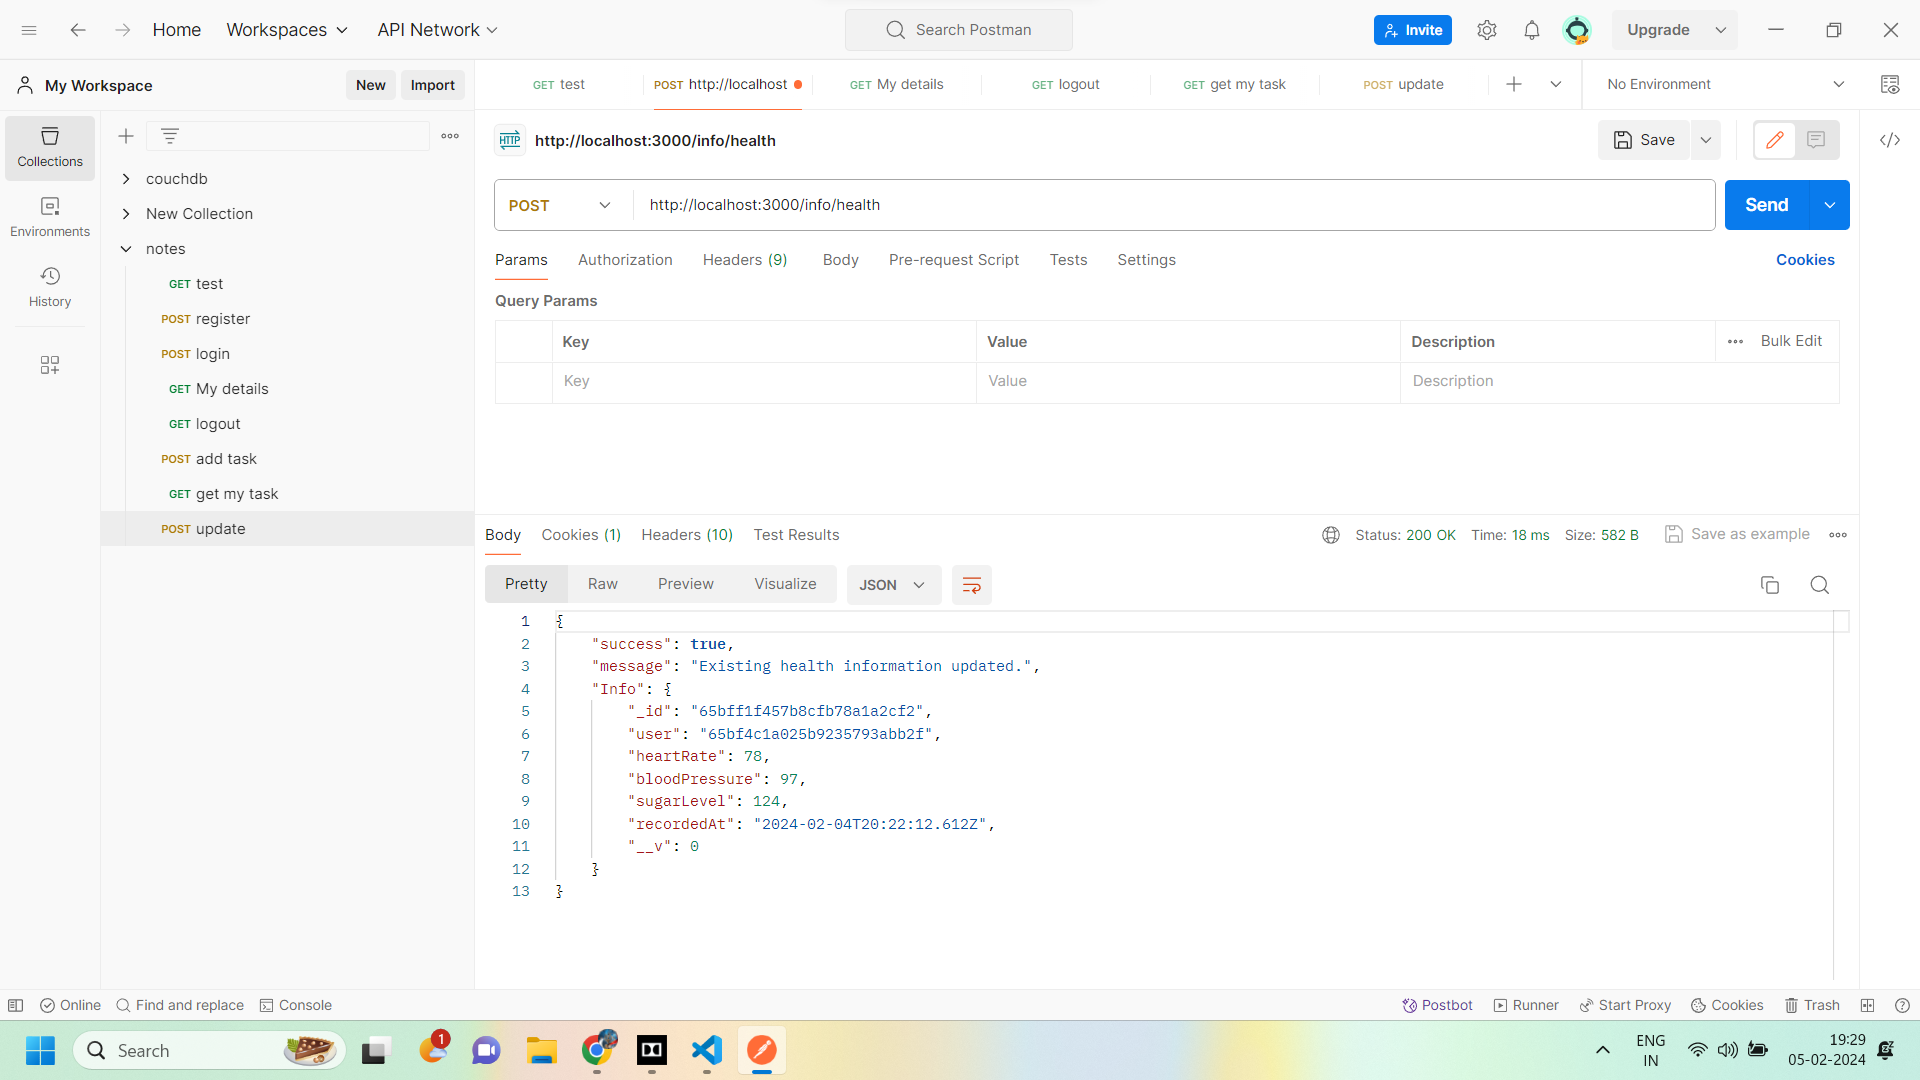 Home Workspaces API Network Search Postman Invite Upgrade
My Workspace New Import
GET test POST http://localhost GET My details GET logout GET get my task POST update No Environment
Collections
Environments
History
couchdb
New Collection
notes
GET test
POST register
POST login
GET My details
GET logout
POST add task
GET get my task
POST update
HTTP http://localhost:3000/info/health Save
POST http://localhost:3000/info/health Send
Params Authorization Headers (9) Body Pre-request Script Tests Settings Cookies
Query Params
Key Value Description Bulk Edit
Key Value Description
Body Cookies (1) Headers (10) Test Results Status: 200 OK Time: 18 ms Size: 582 B Save as example
Pretty Raw Preview Visualize JSON
1 {
2 "success": true,
3 "message": "Existing health information updated.",
4 "Info": {
5 "_id": "65bff1f457b8cfb78a1a2cf2",
6 "user": "65bf4c1a025b9235793abb2f",
7 "heartRate": 78,
8 "bloodPressure": 97,
9 "sugarLevel": 124,
10 "recordedAt": "2024-02-04T20:22:12.612Z",
11 "__v": 0
12 }
13 }
Online Find and replace Console Postbot Runner Start Proxy Cookies Trash
Search 1 ENG 19:29
IN 05-02-2024